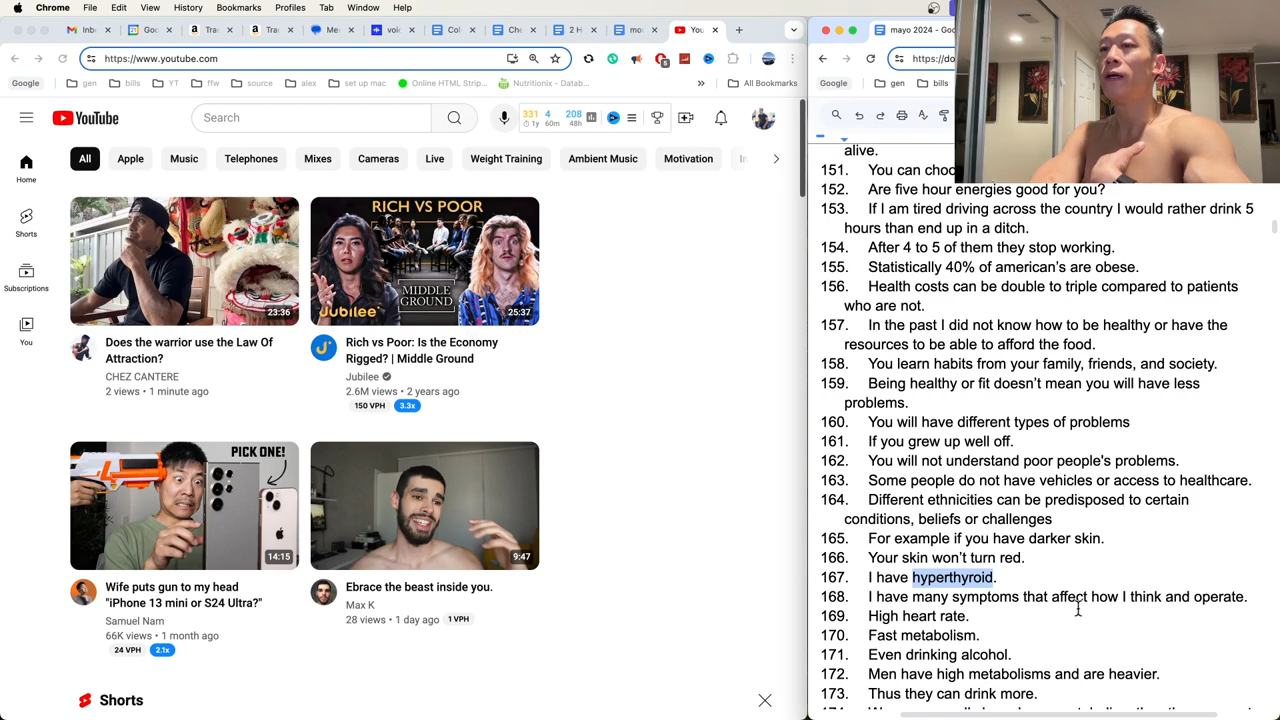 Chrome File Edit View History Bookmarks Profiles Tab Window Help
Inb Go A Tra Me voic Co Che 2 H mo You
mayo 2024 - Goo
https://www.youtube.com
https://do
Google gen bills YT ffw source alex set up mac Online HTML Strip... Nutritionix - Datab... All Bookmarks
Google gen bills
YouTube
Search
331 4 208
1y 60m 48h
All Apple Music Telephones Mixes Cameras Live Weight Training Ambient Music Motivation
Home
Shorts
Subscriptions
You
23:36
Does the warrior use the Law Of Attraction?
CHEZ CANTERE
2 views • 1 minute ago
RICH VS POOR
MIDDLE GROUND
JUBILEE
25:37
Rich vs Poor: Is the Economy Rigged? | Middle Ground
Jubilee
2.6M views • 2 years ago
150 VPH 3.3x
PICK ONE!
14:15
Wife puts gun to my head "iPhone 13 mini or S24 Ultra?"
Samuel Nam
66K views • 1 month ago
24 VPH 2.1x
9:47
Ebrace the beast inside you.
Max K
28 views • 1 day ago 1 VPH
Shorts
alive.
151. You can choo
152. Are five hour energies good for you?
153. If I am tired driving across the country I would rather drink 5
hours than end up in a ditch.
154. After 4 to 5 of them they stop working.
155. Statistically 40% of american's are obese.
156. Health costs can be double to triple compared to patients
who are not.
157. In the past I did not know how to be healthy or have the
resources to be able to afford the food.
158. You learn habits from your family, friends, and society.
159. Being healthy or fit doesn't mean you will have less
problems.
160. You will have different types of problems
161. If you grew up well off.
162. You will not understand poor people's problems.
163. Some people do not have vehicles or access to healthcare.
164. Different ethnicities can be predisposed to certain
conditions, beliefs or challenges
165. For example if you have darker skin.
166. Your skin won't turn red.
167. I have hyperthyroid.
168. I have many symptoms that affect how I think and operate.
169. High heart rate.
170. Fast metabolism.
171. Even drinking alcohol.
172. Men have high metabolisms and are heavier.
173. Thus they can drink more.